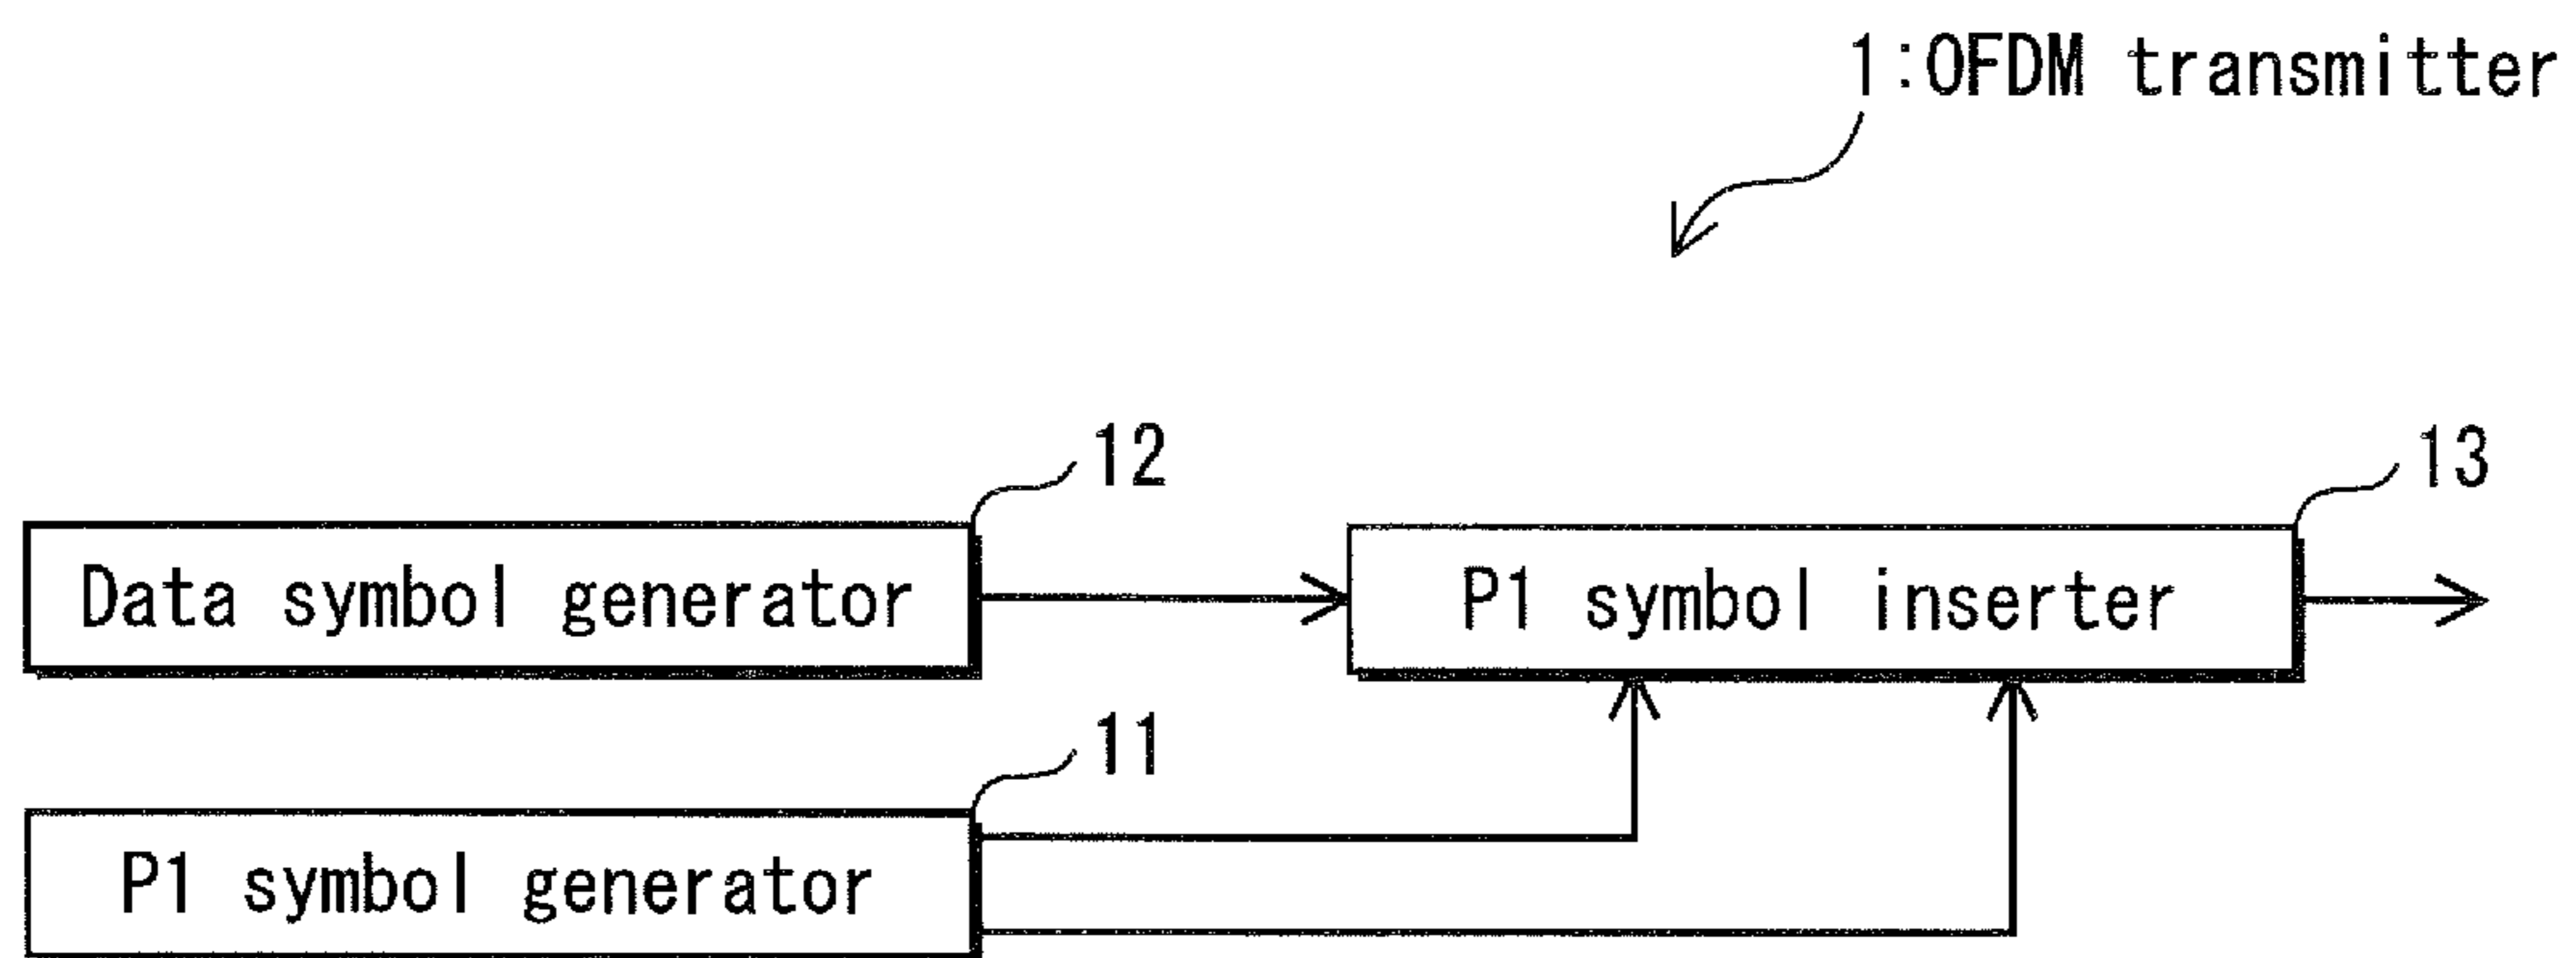 1:OFDM transmitter
12
13
Data symbol generator
P1 symbol inserter
11
P1 symbol generator